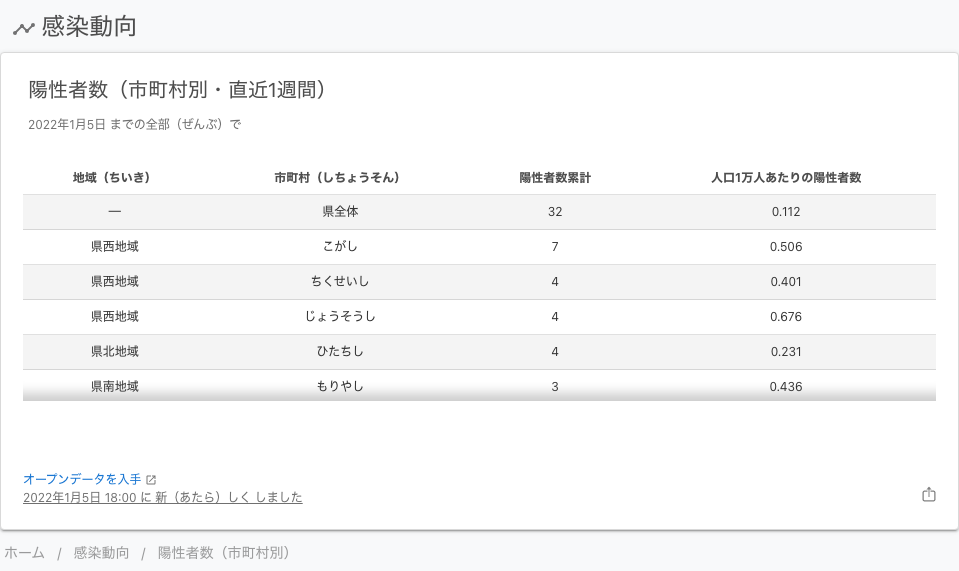 感染動向
陽性者数（市町村別・直近1週間）
2022年1月5日 までの全部（ぜんぶ）で
地域（ちいき） 市町村（しちょうそん） 陽性者数累計 人口1万人あたりの陽性者数
— 県全体 32 0.112
県西地域 こがし 7 0.506
県西地域 ちくせいし 4 0.401
県西地域 じょうそうし 4 0.676
県北地域 ひたちし 4 0.231
県南地域 もりやし 3 0.436
オープンデータを入手
2022年1月5日 18:00 に 新（あたら）しく しました
ホーム / 感染動向 / 陽性者数（市町村別）